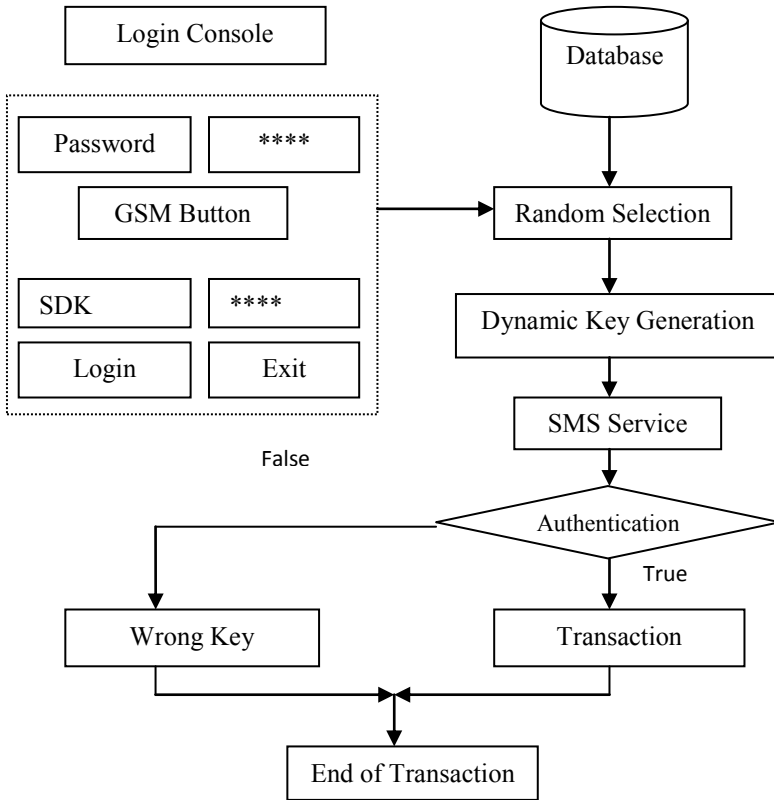 Login Console
Database
Password
****
GSM Button
Random Selection
SDK
****
Dynamic Key Generation
Login
Exit
SMS Service
False
Authentication
True
Wrong Key
Transaction
End of Transaction